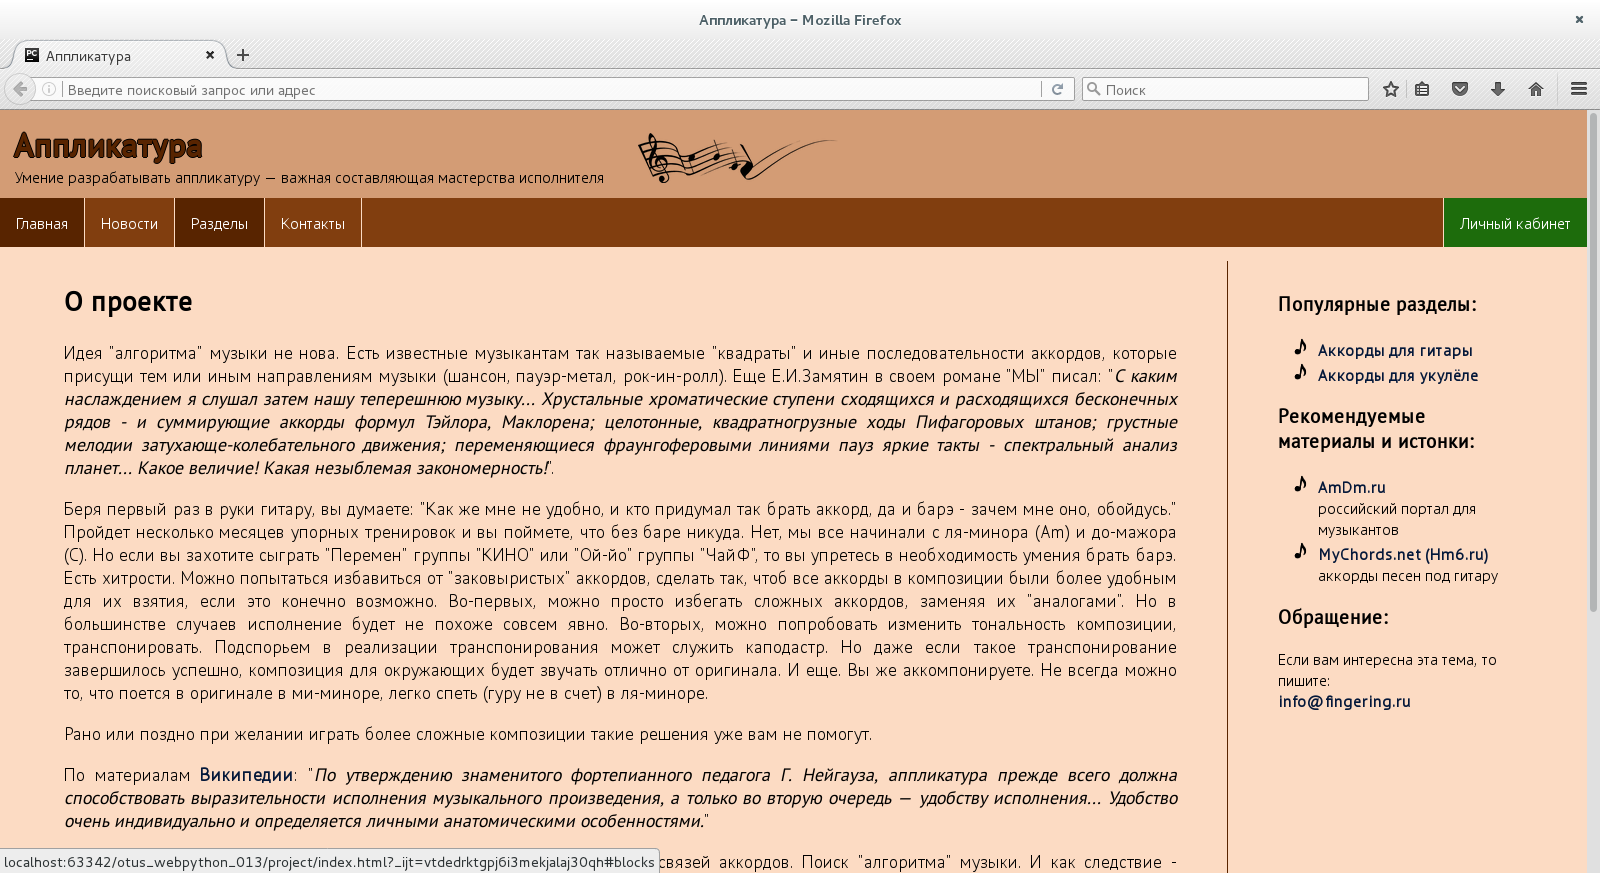 Аппликатура – Mozilla Firefox
PC Аппликатура
Введите поисковый запрос или адрес
Поиск
Аппликатура
Умение разрабатывать аппликатуру — важная составляющая мастерства исполнителя
Главная Новости Разделы Контакты Личный кабинет
О проекте
Идея "алгоритма" музыки не нова. Есть известные музыкантам так называемые "квадраты" и иные последовательности аккордов, которые
присущи тем или иным направлениям музыки (шансон, пауэр-метал, рок-ин-ролл). Еще Е.И.Замятин в своем романе "МЫ" писал: "С каким
наслаждением я слушал затем нашу теперешнюю музыку... Хрустальные хроматические ступени сходящихся и расходящихся бесконечных
рядов - и суммирующие аккорды формул Тэйлора, Маклорена; целотонные, квадратногрузные ходы Пифагоровых штанов; грустные
мелодии затухающе-колебательного движения; переменяющиеся фраунгоферовыми линиями пауз яркие такты - спектральный анализ
планет... Какое величие! Какая незыблемая закономерность!".
Беря первый раз в руки гитару, вы думаете: "Как же мне не удобно, и кто придумал так брать аккорд, да и барэ - зачем мне оно, обойдусь."
Пройдет несколько месяцев упорных тренировок и вы поймете, что без баре никуда. Нет, мы все начинали с ля-минора (Am) и до-мажора
(C). Но если вы захотите сыграть "Перемен" группы "КИНО" или "Ой-йо" группы "ЧайФ", то вы упретесь в необходимость умения брать барэ.
Есть хитрости. Можно попытаться избавиться от "заковыристых" аккордов, сделать так, чтоб все аккорды в композиции были более удобным
для их взятия, если это конечно возможно. Во-первых, можно просто избегать сложных аккордов, заменяя их "аналогами". Но в
большинстве случаев исполнение будет не похоже совсем явно. Во-вторых, можно попробовать изменить тональность композиции,
транспонировать. Подспорьем в реализации транспонирования может служить каподастр. Но даже если такое транспонирование
завершилось успешно, композиция для окружающих будет звучать отлично от оригинала. И еще. Вы же аккомпонируете. Не всегда можно
то, что поется в оригинале в ми-миноре, легко спеть (гуру не в счет) в ля-миноре.
Рано или поздно при желании играть более сложные композиции такие решения уже вам не помогут.
По материалам Википедии: "По утверждению знаменитого фортепианного педагога Г. Нейгауза, аппликатура прежде всего должна
способствовать выразительности исполнения музыкального произведения, а только во вторую очередь — удобству исполнения... Удобство
очень индивидуально и определяется личными анатомическими особенностями."
связей аккордов. Поиск "алгоритма" музыки. И как следствие -
Популярные разделы:
Аккорды для гитары
Аккорды для укулёле
Рекомендуемые
материалы и истонки:
AmDm.ru
российский портал для
музыкантов
MyChords.net (Hm6.ru)
аккорды песен под гитару
Обращение:
Если вам интересна эта тема, то
пишите:
info@fingering.ru
localhost:63342/otus_webpython_013/project/index.html?_ijt=vtdedrktgpj6i3mekjalaj30qh#blocks